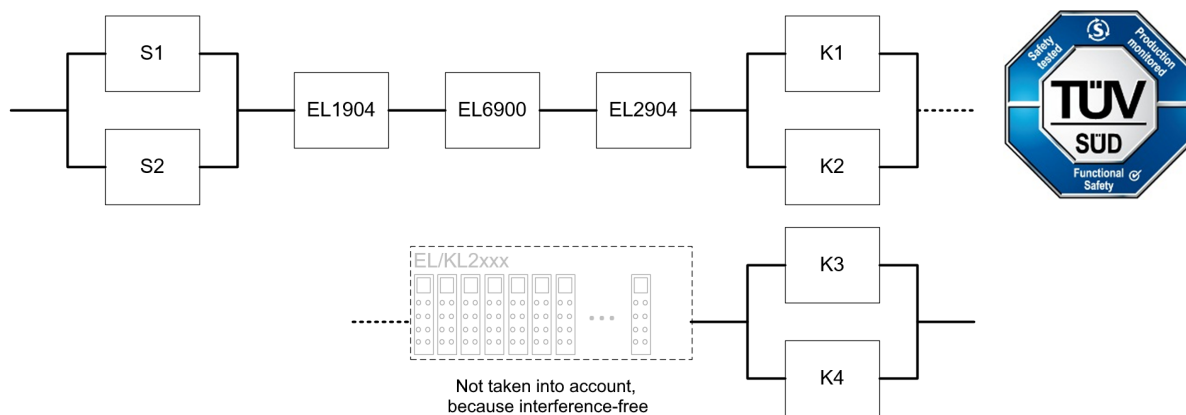 S1
S2
EL1904
EL6900
EL2904
K1
K2
Safety
tested
S
Production
monitored
TÜV
SÜD
Functional
Safety
EL/KL2xxx
K3
K4
Not taken into account,
because interference-free